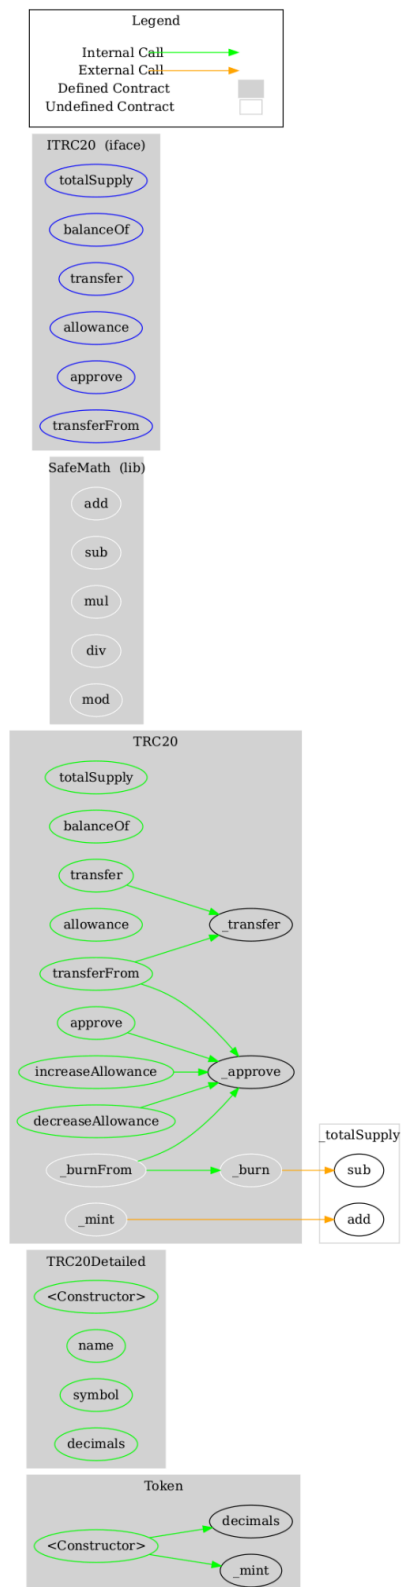 Legend
Internal Call
External Call
Defined Contract
Undefined Contract
ITRC20 (iface)
totalSupply
balanceOf
transfer
allowance
approve
transferFrom
SafeMath (lib)
add
sub
mul
div
mod
TRC20
totalSupply
balanceOf
transfer
allowance
_transfer
transferFrom
approve
increaseAllowance
_approve
decreaseAllowance
_totalSupply
_burnFrom
_burn
sub
_mint
add
TRC20Detailed
<Constructor>
name
symbol
decimals
Token
decimals
<Constructor>
_mint